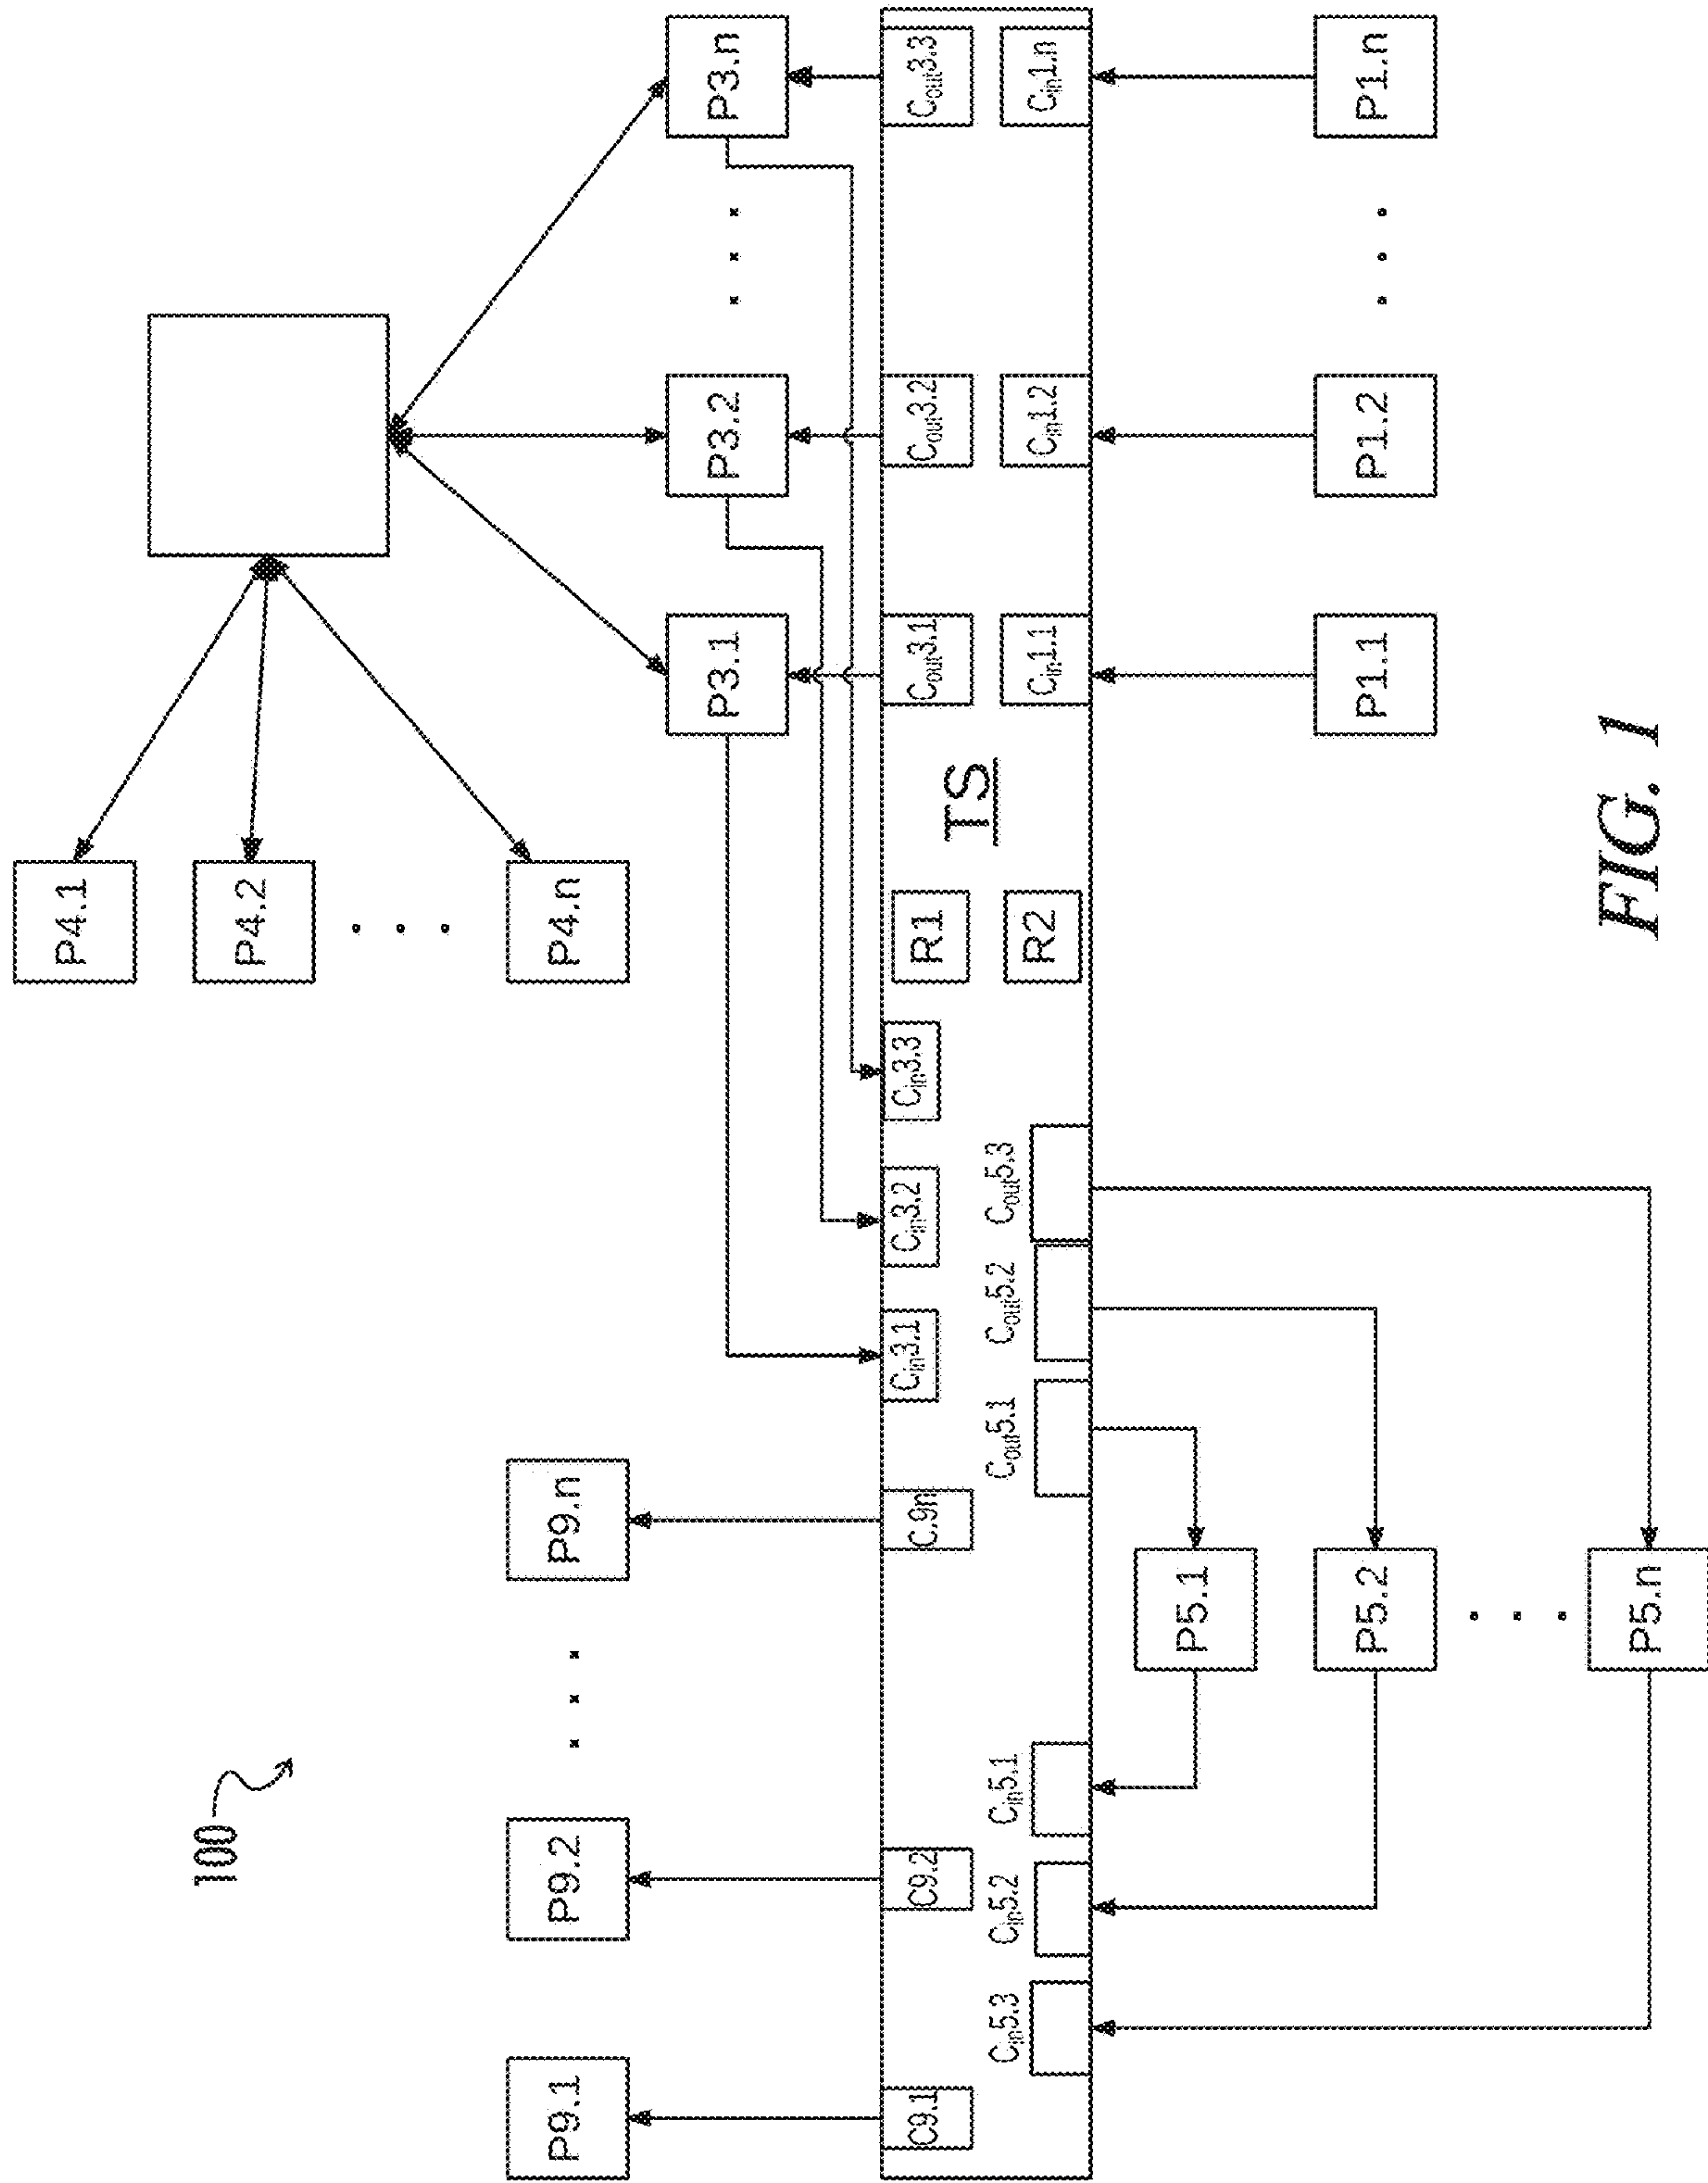 P4.1
100
P4.2
P9.1 P9.2 . . . P9.n P4.n
P3.1 P3.2 . . . P3.n
C9.1 C9.2 C.9n Cin3.1 Cin3.2 Cin3.3 R1 Cout3.1 Cout3.2 Cout3.3
TS
Cin5.3 Cin5.2 Cin5.1 Cout5.1 Cout5.2 Cout5.3
R2 Cin1.1 Cin1.2 Cin1.n
P5.1
P5.2 P1.1 P1.2 . . . P1.n
P5.n
FIG. 1